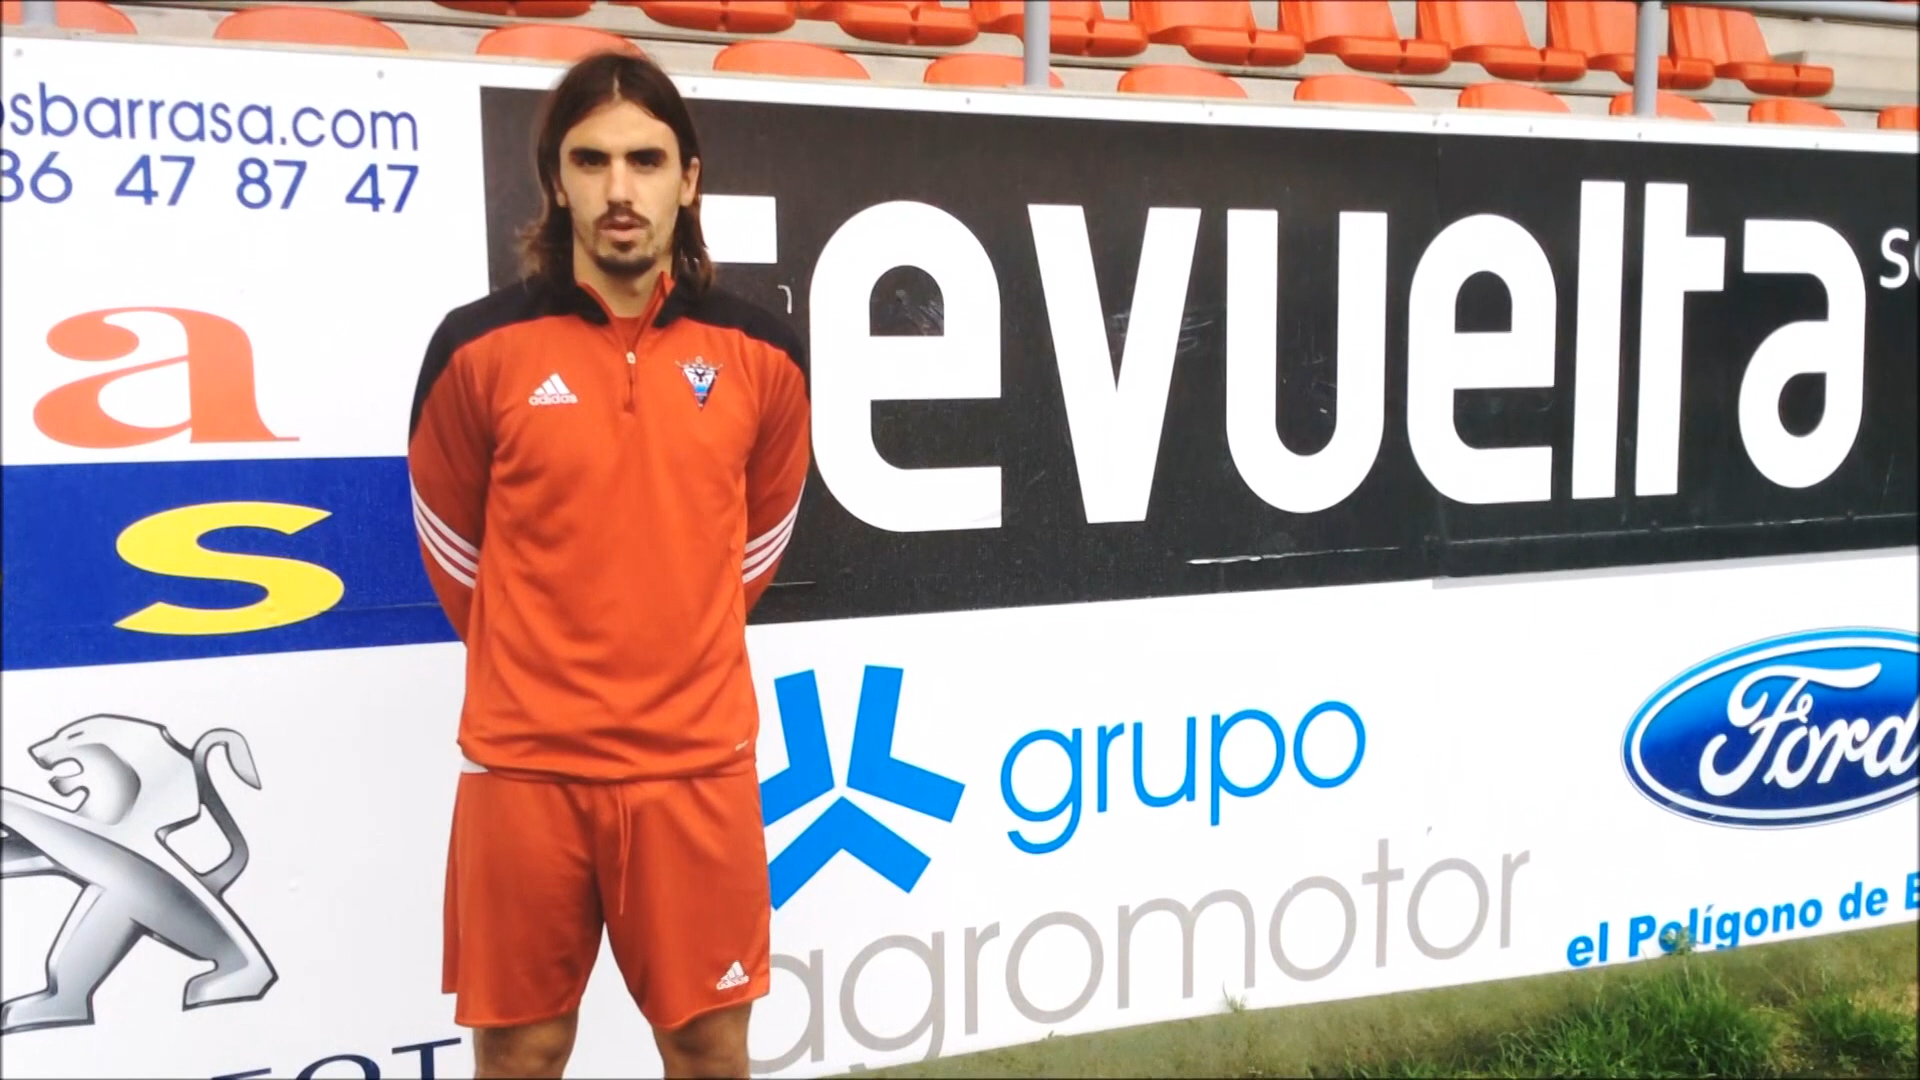 sbarrasa.com
36 47 87 47
a
s
evuelta
adidas
grupo
Ford
agromotor
el Polígono de
adidas